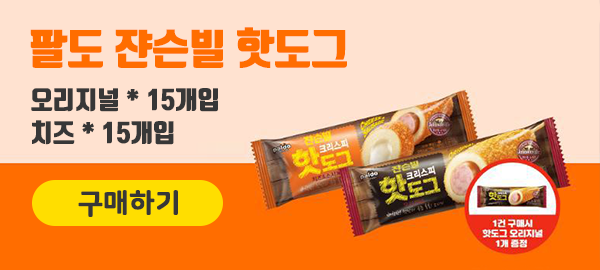 팔도 쟌슨빌 핫도그
오리지널 * 15개입
치즈 * 15개입
구매하기
paldo
쟌슨빌
크리스피
핫도그
paldo
쟌슨빌
크리스피
핫도그
1건 구매시
핫도그 오리지널
1개 증정